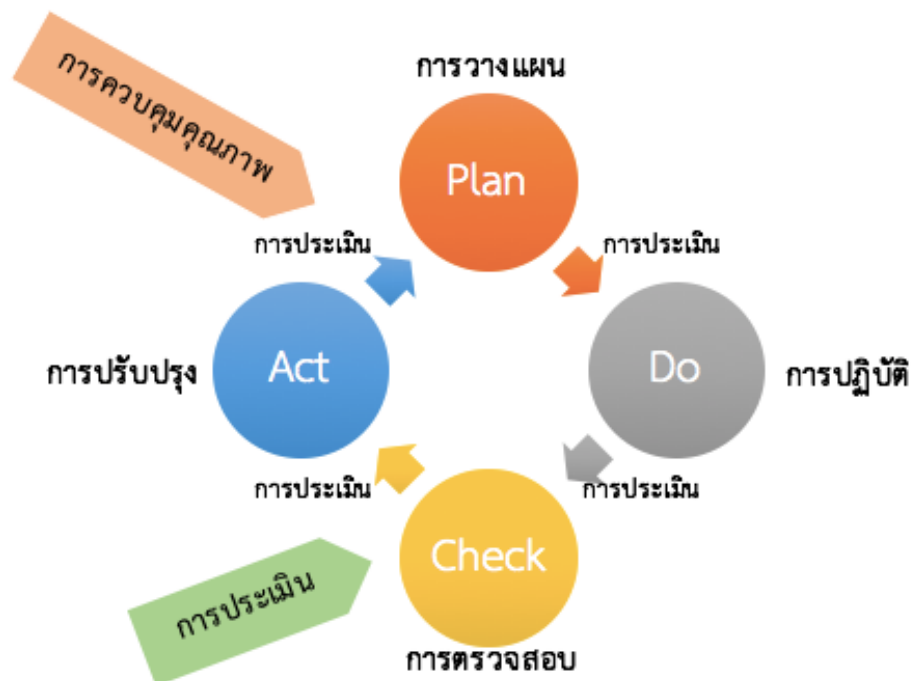 การควบคุมคุณภาพ
การวางแผน
Plan
การประเมิน
การประเมิน
การปรับปรุง
Act
Do
การปฏิบัติ
การประเมิน
การประเมิน
Check
การประเมิน
การตรวจสอบ